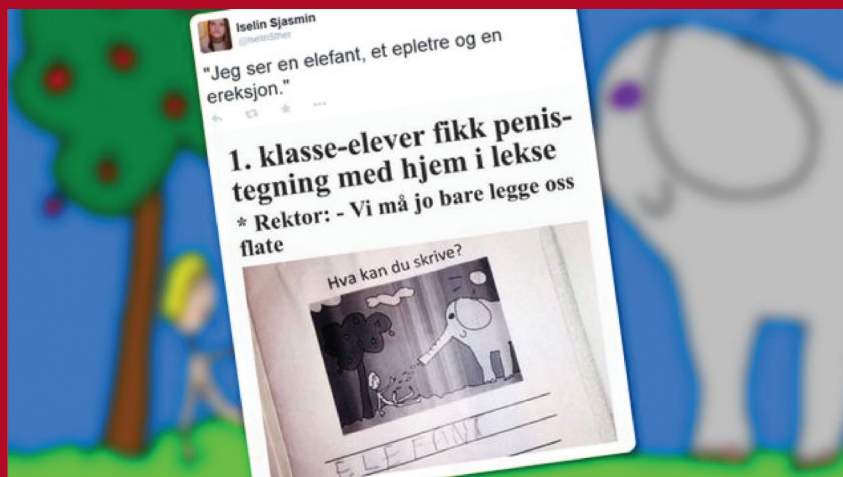 Iselin Sjasmin
@IselinSther
"Jeg ser en elefant, et epletre og en
ereksjon."
1. klasse-elever fikk penis-
tegning med hjem i lekse
* Rektor: - Vi må jo bare legge oss
flate
Hva kan du skrive?
ELEFANT